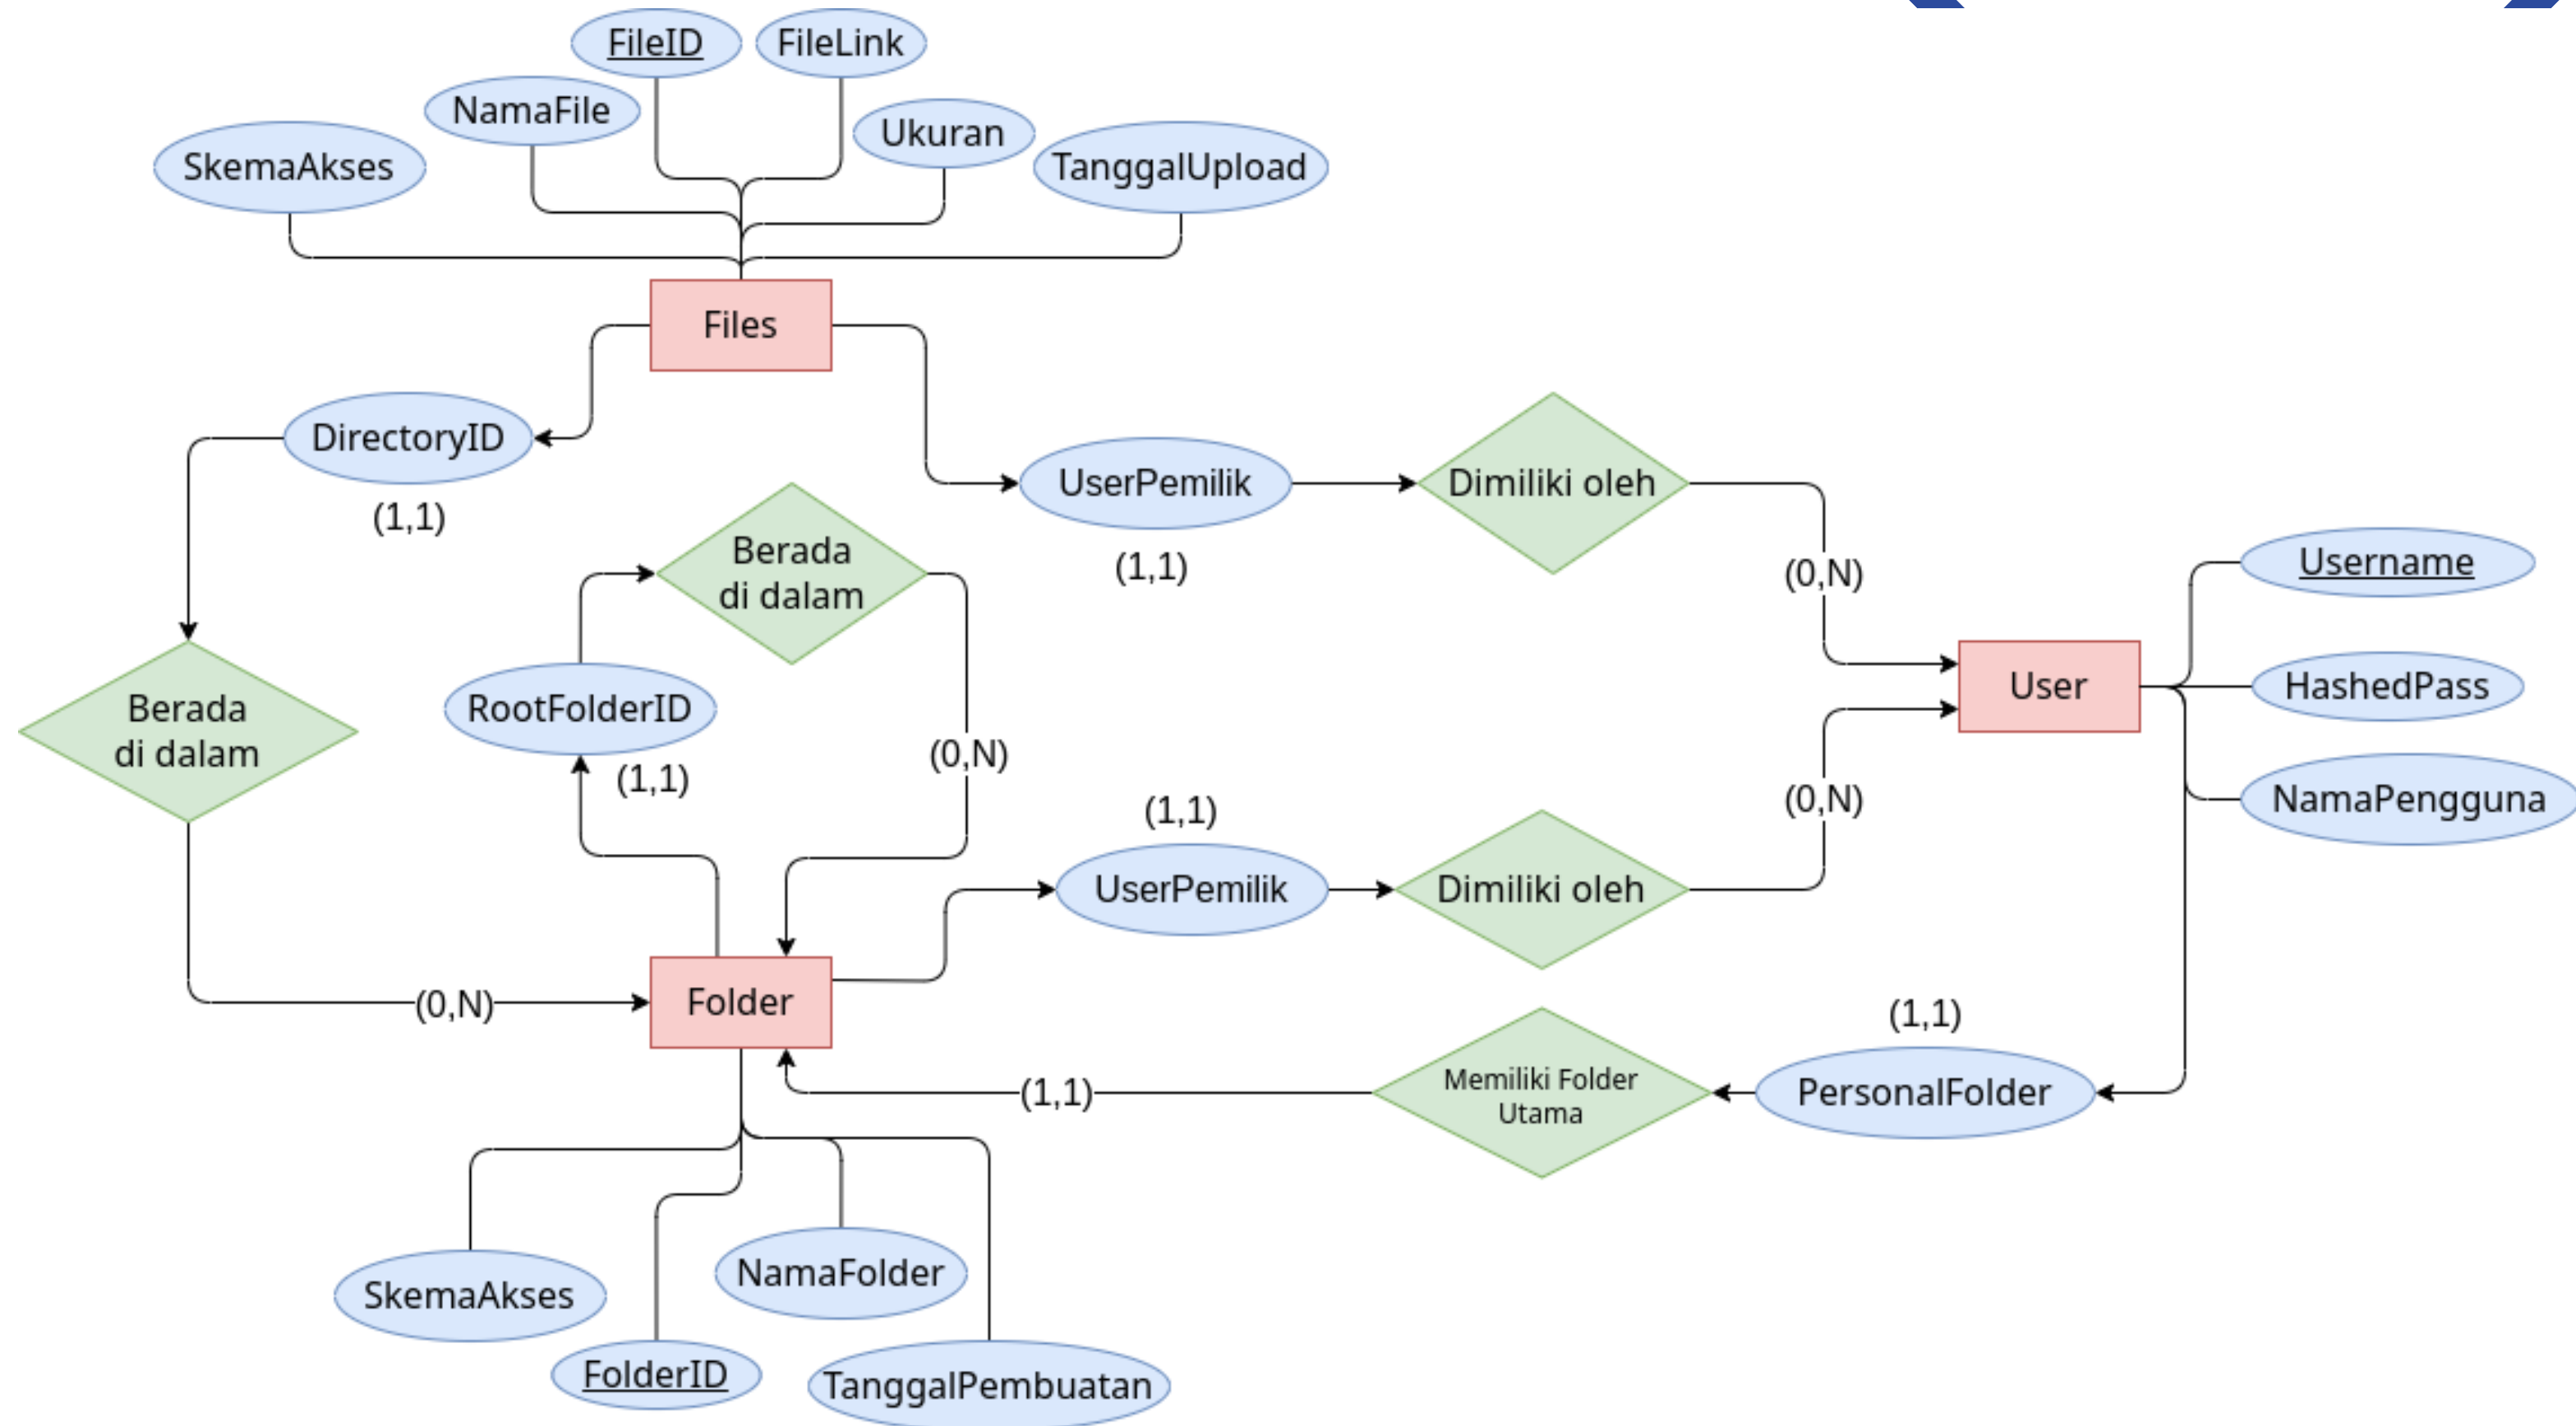 FileID
FileLink
NamaFile
Ukuran
SkemaAkses
TanggalUpload
Files
DirectoryID
(1,1)
UserPemilik
(1,1)
Dimiliki oleh
Berada
di dalam
(0,N)
Username
RootFolderID
(1,1)
(0,N)
User
HashedPass
Berada
di dalam
(1,1)
UserPemilik
Dimiliki oleh
(0,N)
NamaPengguna
(0,N)
Folder
(1,1)
(1,1)
Memiliki Folder
Utama
PersonalFolder
SkemaAkses
NamaFolder
FolderID
TanggalPembuatan